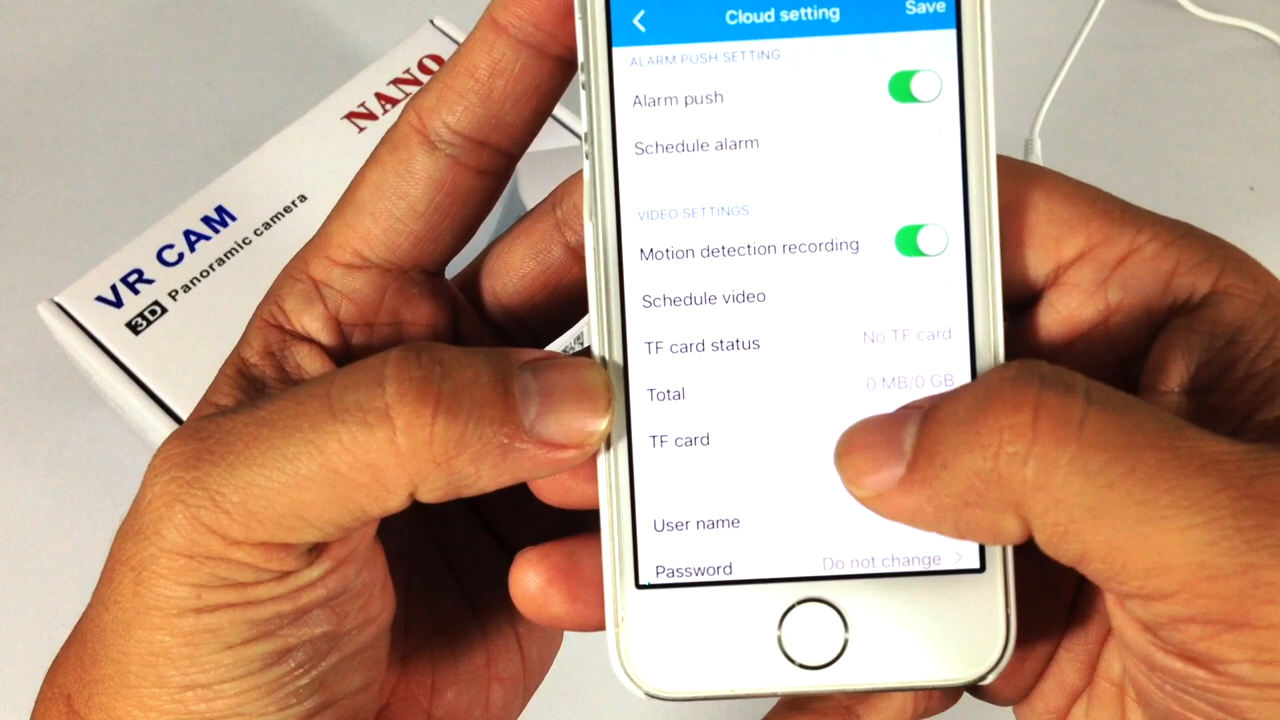 Cloud setting
Save
ALARM PUSH SETTING
Alarm push
Schedule alarm
VIDEO SETTINGS
Motion detection recording
Schedule video
TF card status No TF card
Total 0 MB/0 GB
TF card
User name
Password Do not change
NANO
VR CAM
3D Panoramic camera